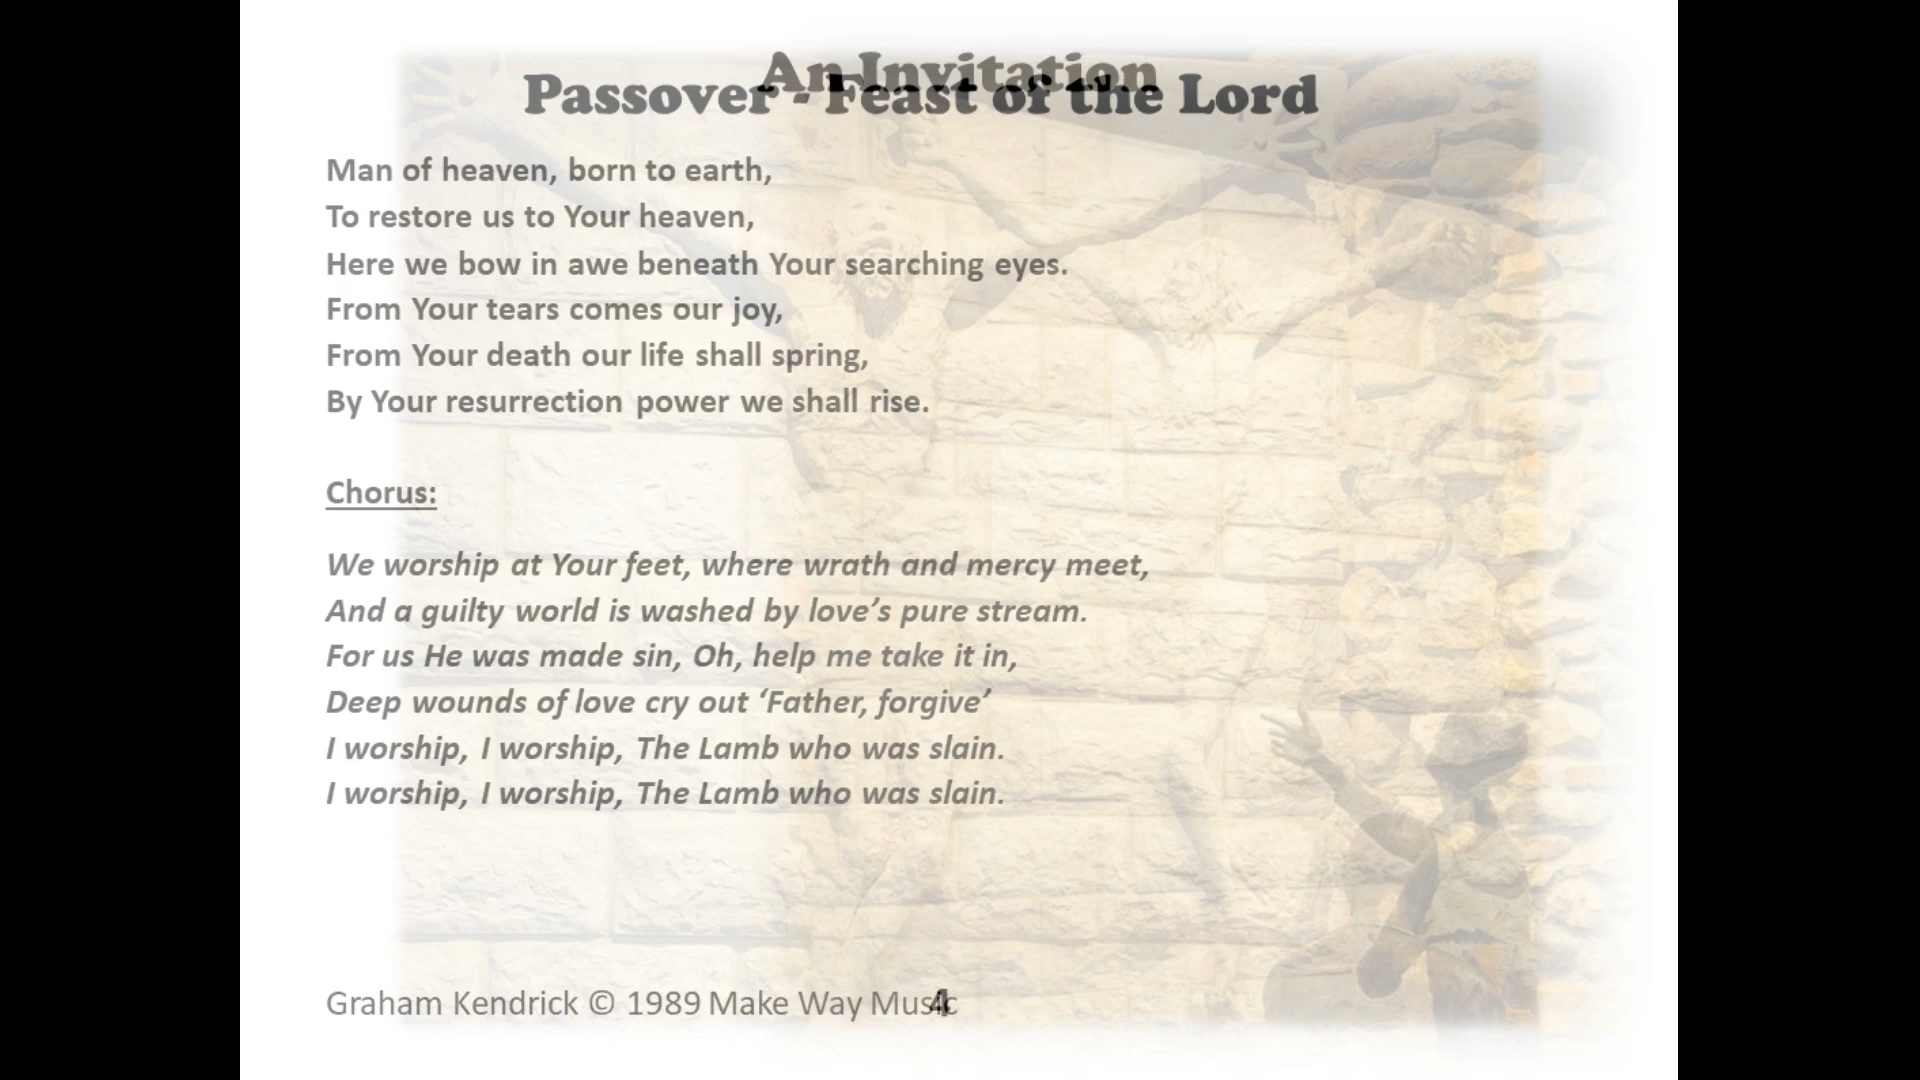 An Invitation
Passover - Feast of the Lord
Man of heaven, born to earth,
To restore us to Your heaven,
Here we bow in awe beneath Your searching eyes.
From Your tears comes our joy,
From Your death our life shall spring,
By Your resurrection power we shall rise.
Chorus:
We worship at Your feet, where wrath and mercy meet,
And a guilty world is washed by love’s pure stream.
For us He was made sin, Oh, help me take it in,
Deep wounds of love cry out ‘Father, forgive’
I worship, I worship, The Lamb who was slain.
I worship, I worship, The Lamb who was slain.
Graham Kendrick © 1989 Make Way Music
4